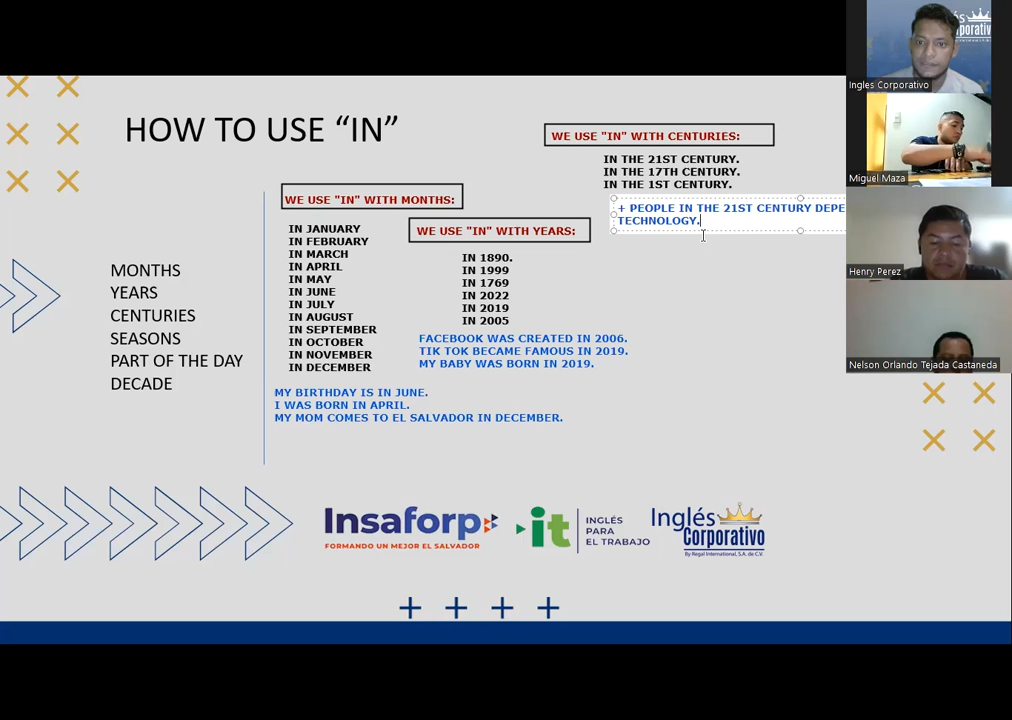 HOW TO USE “IN”
MONTHS
YEARS
CENTURIES
SEASONS
PART OF THE DAY
DECADE
WE USE "IN" WITH MONTHS:
IN JANUARY
IN FEBRUARY
IN MARCH
IN APRIL
IN MAY
IN JUNE
IN JULY
IN AUGUST
IN SEPTEMBER
IN OCTOBER
IN NOVEMBER
IN DECEMBER
MY BIRTHDAY IS IN JUNE.
I WAS BORN IN APRIL.
MY MOM COMES TO EL SALVADOR IN DECEMBER.
WE USE "IN" WITH YEARS:
IN 1890.
IN 1999
IN 1769
IN 2022
IN 2019
IN 2005
FACEBOOK WAS CREATED IN 2006.
TIK TOK BECAME FAMOUS IN 2019.
MY BABY WAS BORN IN 2019.
WE USE "IN" WITH CENTURIES:
IN THE 21ST CENTURY.
IN THE 17TH CENTURY.
IN THE 1ST CENTURY.
+ PEOPLE IN THE 21ST CENTURY DEPE
TECHNOLOGY.
Insaforp
FORMANDO UN MEJOR EL SALVADOR
it
INGLÉS
PARA
EL TRABAJO
Inglés
Corporativo
By Regal International, S.A. de C.V.
Ingles Corporativo
Miguel Maza
Henry Perez
Nelson Orlando Tejada Castaneda